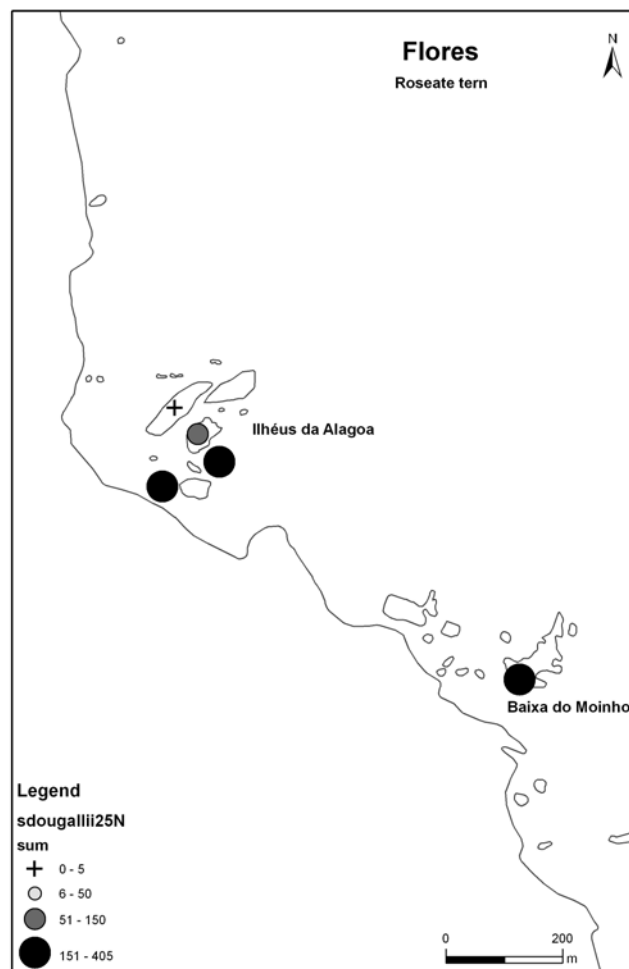 Flores
N
Roseate tern
Ilhéus da Alagoa
Baixa do Moinho
Legend
sdougallii25N
sum
0 - 5
6 - 50
51 - 150
151 - 405
0 200
m